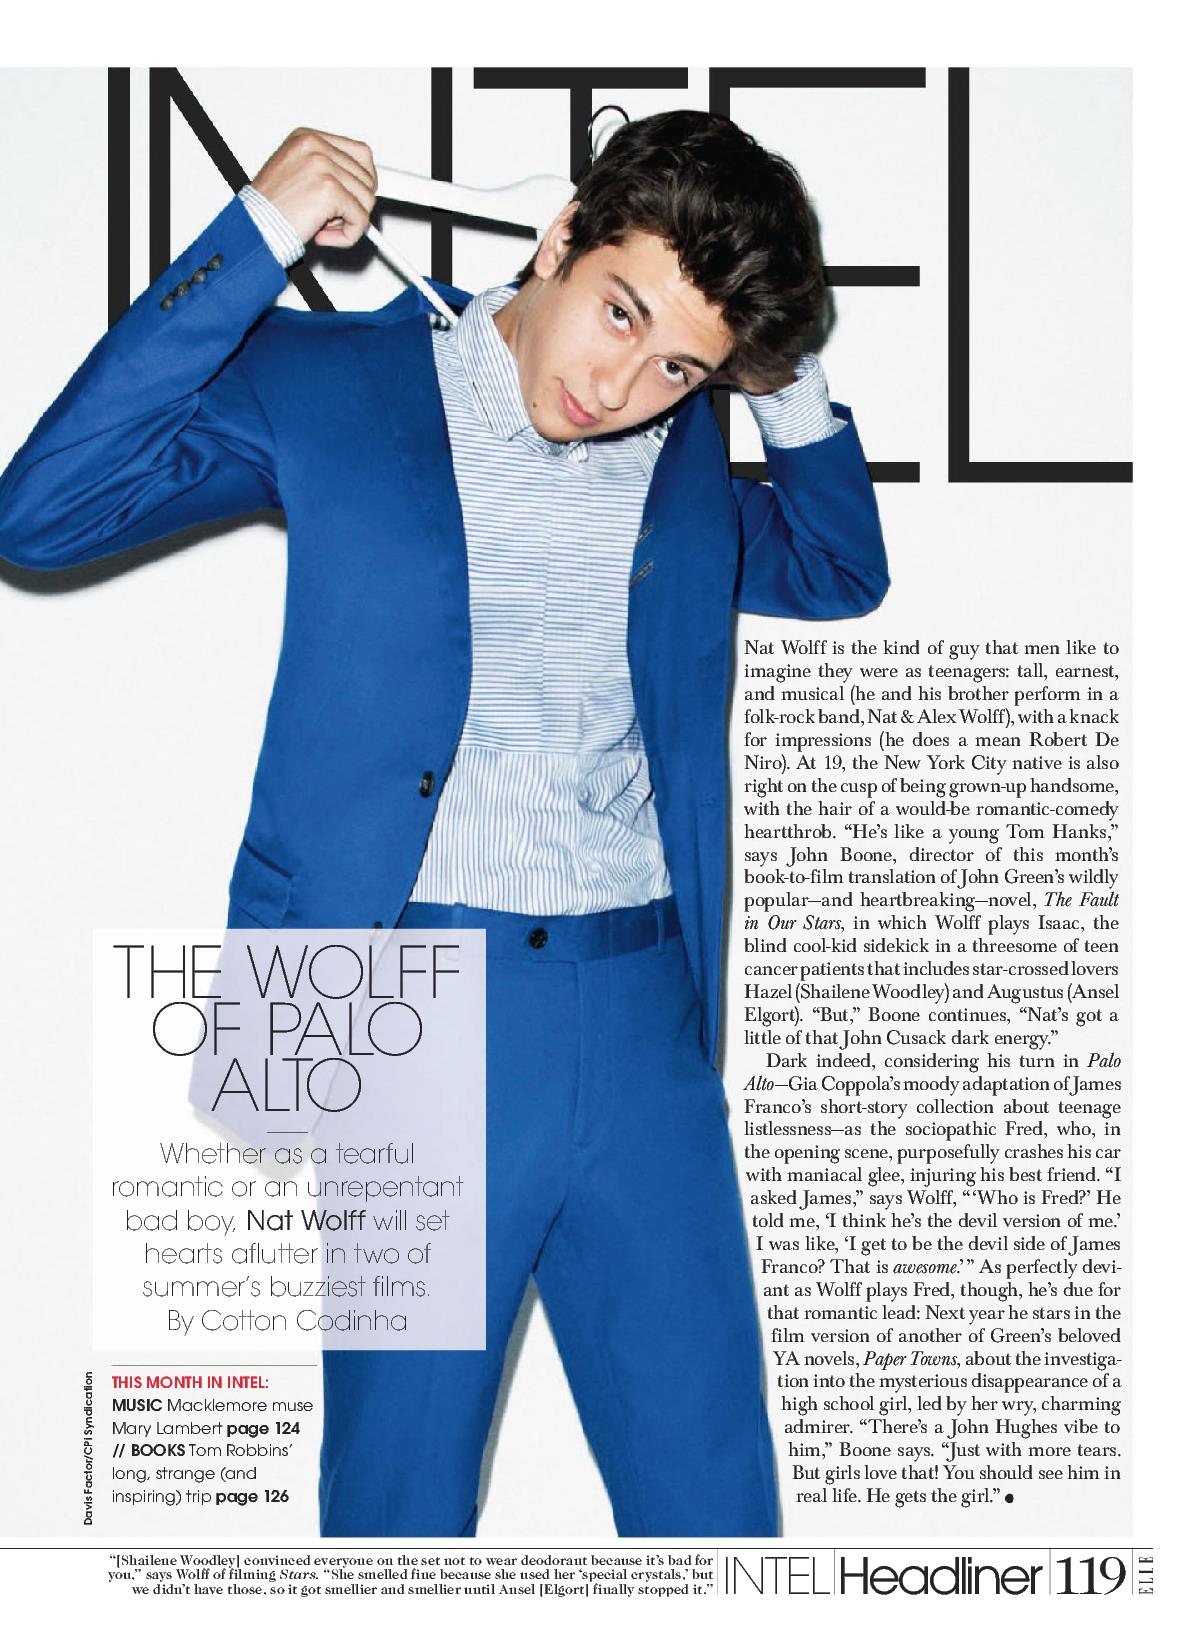 INTEL
THE WOLFF
OF PALO
ALTO
Whether as a tearful
romantic or an unrepentant
bad boy, Nat Wolff will set
hearts aflutter in two of
summer's buzziest films.
By Cotton Codinha
THIS MONTH IN INTEL:
MUSIC Macklemore muse
Mary Lambert page 124
// BOOKS Tom Robbins'
long, strange (and
inspiring) trip page 126
Davis Factor/CPi Syndication
Nat Wolff is the kind of guy that men like to
imagine they were as teenagers: tall, earnest,
and musical (he and his brother perform in a
folk-rock band, Nat & Alex Wolff), with a knack
for impressions (he does a mean Robert De
Niro). At 19, the New York City native is also
right on the cusp of being grown-up handsome,
with the hair of a would-be romantic-comedy
heartthrob. “He's like a young Tom Hanks,”
says John Boone, director of this month's
book-to-film translation of John Green's wildly
popular—and heartbreaking—novel, The Fault
in Our Stars, in which Wolff plays Isaac, the
blind cool-kid sidekick in a threesome of teen
cancer patients that includes star-crossed lovers
Hazel (Shailene Woodley) and Augustus (Ansel
Elgort). “But,” Boone continues, “Nat's got a
little of that John Cusack dark energy.”
Dark indeed, considering his turn in Palo
Alto—Gia Coppola's moody adaptation of James
Franco's short-story collection about teenage
listlessness—as the sociopathic Fred, who, in
the opening scene, purposefully crashes his car
with maniacal glee, injuring his best friend. “I
asked James,” says Wolff, “‘Who is Fred?’ He
told me, ‘I think he's the devil version of me.’
I was like, ‘I get to be the devil side of James
Franco? That is awesome.’” As perfectly devi-
ant as Wolff plays Fred, though, he's due for
that romantic lead: Next year he stars in the
film version of another of Green's beloved
YA novels, Paper Towns, about the investiga-
tion into the mysterious disappearance of a
high school girl, led by her wry, charming
admirer. “There's a John Hughes vibe to
him,” Boone says. “Just with more tears.
But girls love that! You should see him in
real life. He gets the girl.” ●
“[Shailene Woodley] convinced everyone on the set not to wear deodorant because it's bad for
you,” says Wolff of filming Stars. “She smelled fine because she used her ‘special crystals,’ but
we didn't have those, so it got smellier and smellier until Ansel [Elgort] finally stopped it.”
INTEL Headliner 119
ELLE